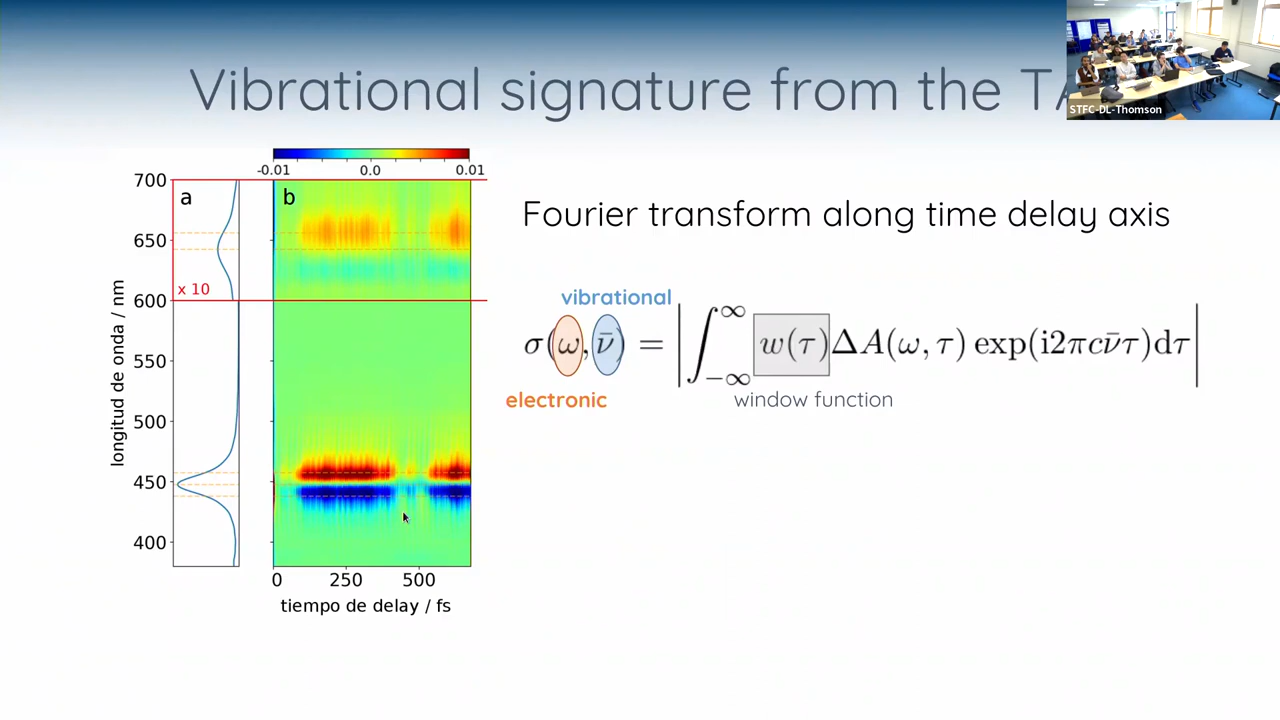 Vibrational signature from the TA
STFC-DL-Thomson
-0.01 0.0 0.01
700
650
600
550
500
450
400
longitud de onda / nm
a
x 10
b
0 250 500
tiempo de delay / fs
Fourier transform along time delay axis
vibrational
σ(ω, ν̄) = |∫_{−∞}^{∞} w(τ)ΔA(ω, τ) exp(i2πcν̄τ)dτ|
electronic
window function